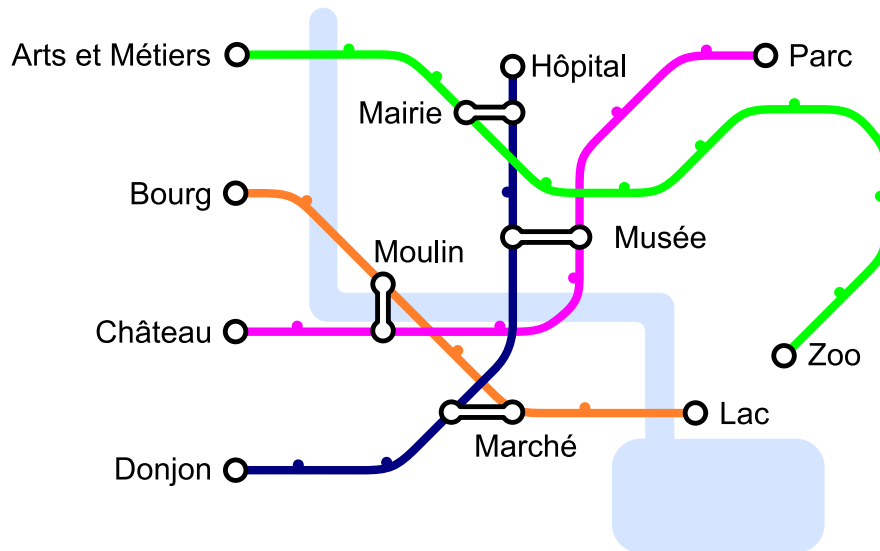 Arts et Métiers
Hôpital
Parc
Mairie
Bourg
Musée
Moulin
Château
Zoo
Lac
Marché
Donjon